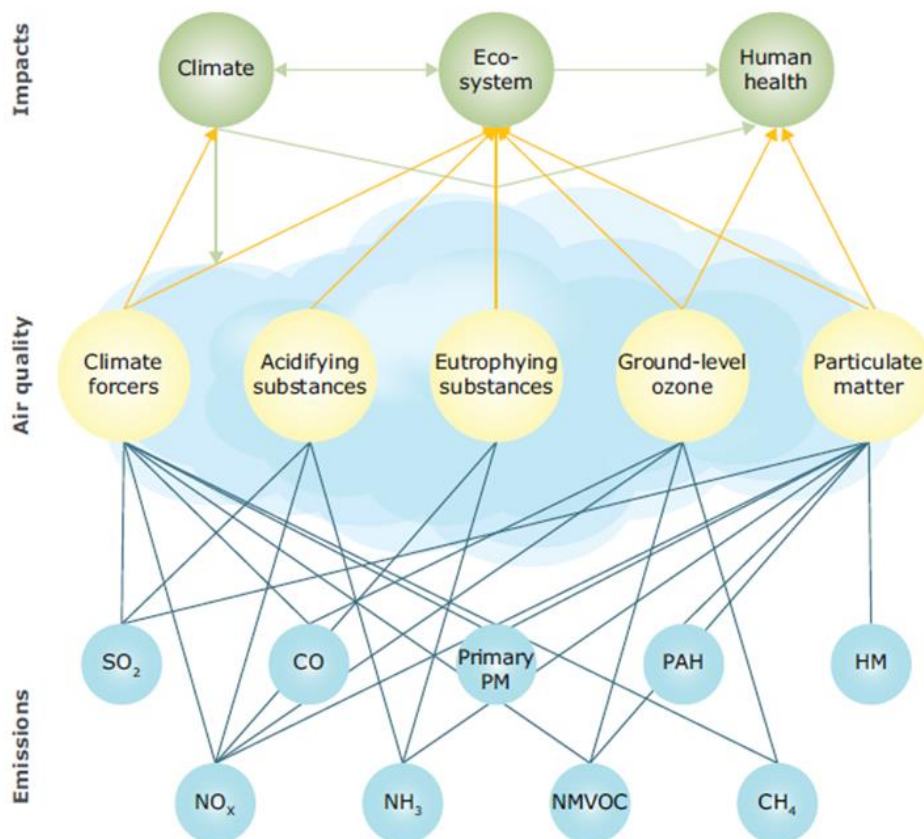 Impacts
Climate
Eco-
system
Human
health
Air quality
Climate
forcers
Acidifying
substances
Eutrophying
substances
Ground-level
ozone
Particulate
matter
Emissions
SO₂
CO
Primary
PM
PAH
HM
NOₓ
NH₃
NMVOC
CH₄